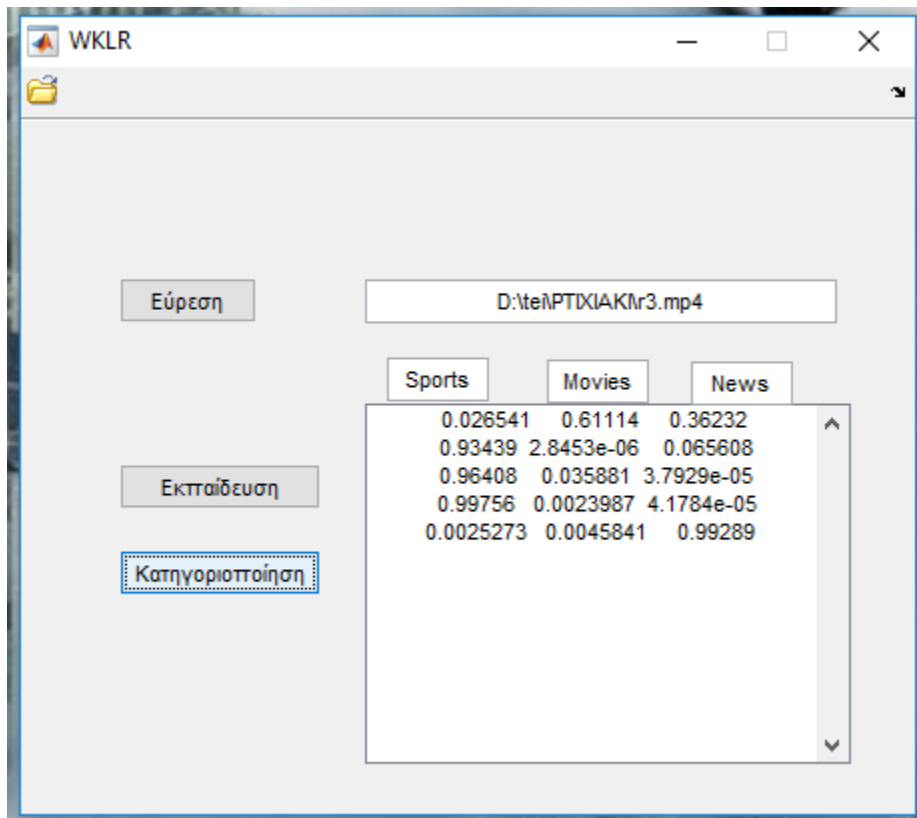 WKLR
Εύρεση
D:\tei\PTIXIAKI\r3.mp4
Sports Movies News
0.026541 0.61114 0.36232
0.93439 2.8453e-06 0.065608
0.96408 0.035881 3.7929e-05
0.99756 0.0023987 4.1784e-05
0.0025273 0.0045841 0.99289
Εκπαίδευση
Κατηγοριοποίηση